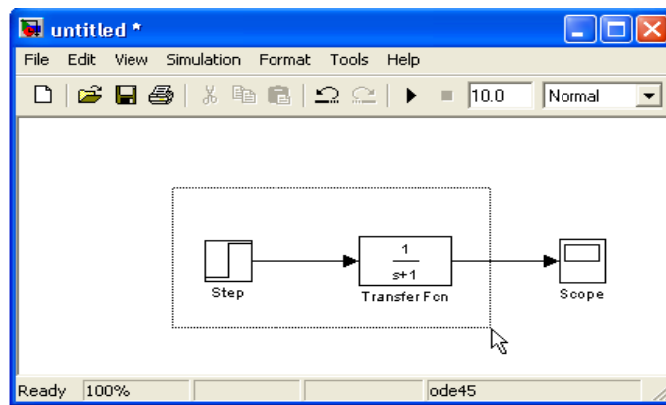 untitled *
File Edit View Simulation Format Tools Help
10.0 Normal
1
s+1
Step
Transfer Fcn
Scope
Ready 100% ode45